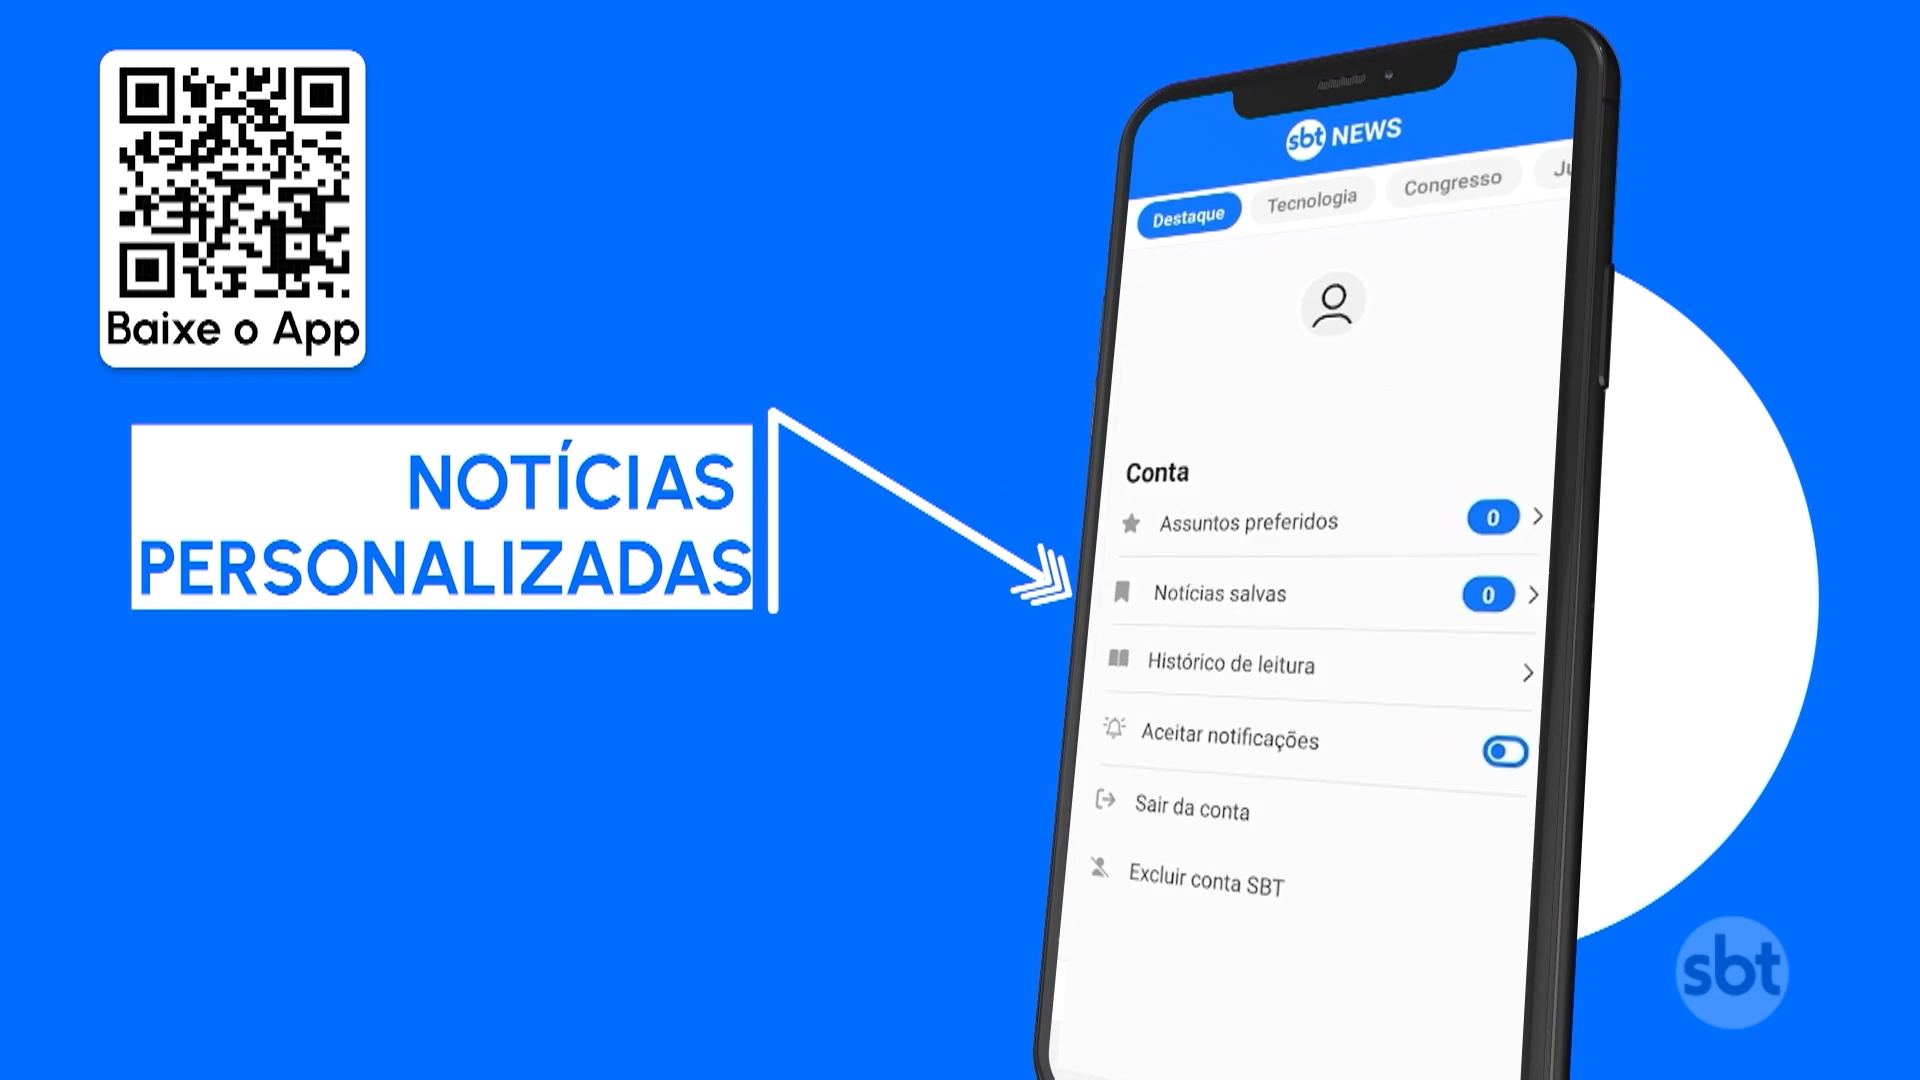 Baixe o App
NOTÍCIAS
PERSONALIZADAS
sbt NEWS
Destaque
Tecnologia
Congresso
Conta
Assuntos preferidos
0
Notícias salvas
0
Histórico de leitura
Aceitar notificações
Sair da conta
Excluir conta SBT
sbt